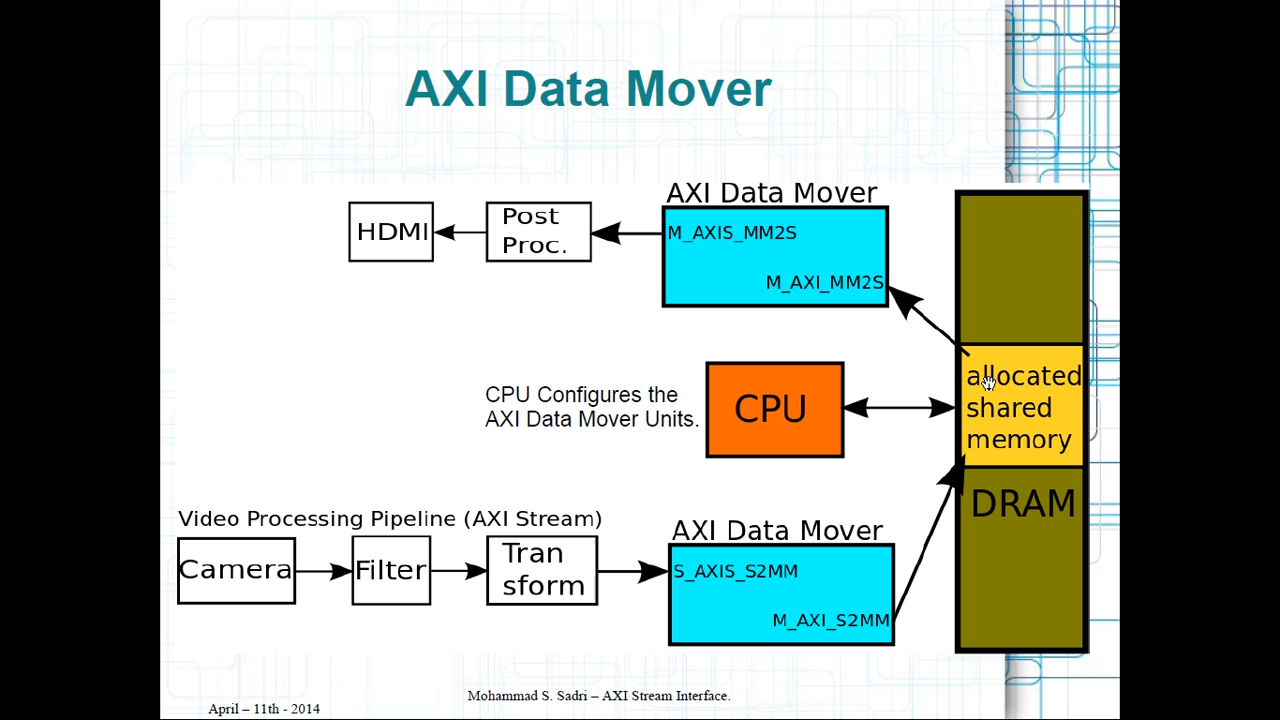 AXI Data Mover
AXI Data Mover
HDMI
Post
Proc.
M_AXIS_MM2S
M_AXI_MM2S
CPU Configures the
AXI Data Mover Units.
CPU
allocated
shared
memory
DRAM
Video Processing Pipeline (AXI Stream)
Camera
Filter
Tran
sform
AXI Data Mover
S_AXIS_S2MM
M_AXI_S2MM
Mohammad S. Sadri – AXI Stream Interface.
April – 11th - 2014